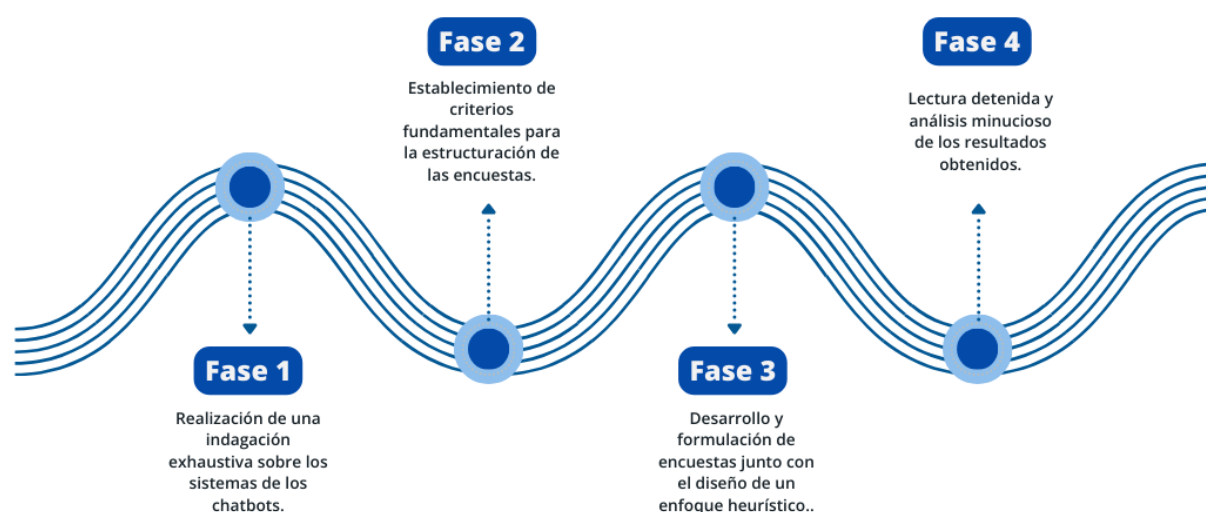 Fase 1
Realización de una
indagación
exhaustiva sobre los
sistemas de los
chatbots.
Fase 2
Establecimiento de
criterios
fundamentales para
la estructuración de
las encuestas.
Fase 3
Desarrollo y
formulación de
encuestas junto con
el diseño de un
enfoque heurístico..
Fase 4
Lectura detenida y
análisis minucioso
de los resultados
obtenidos.